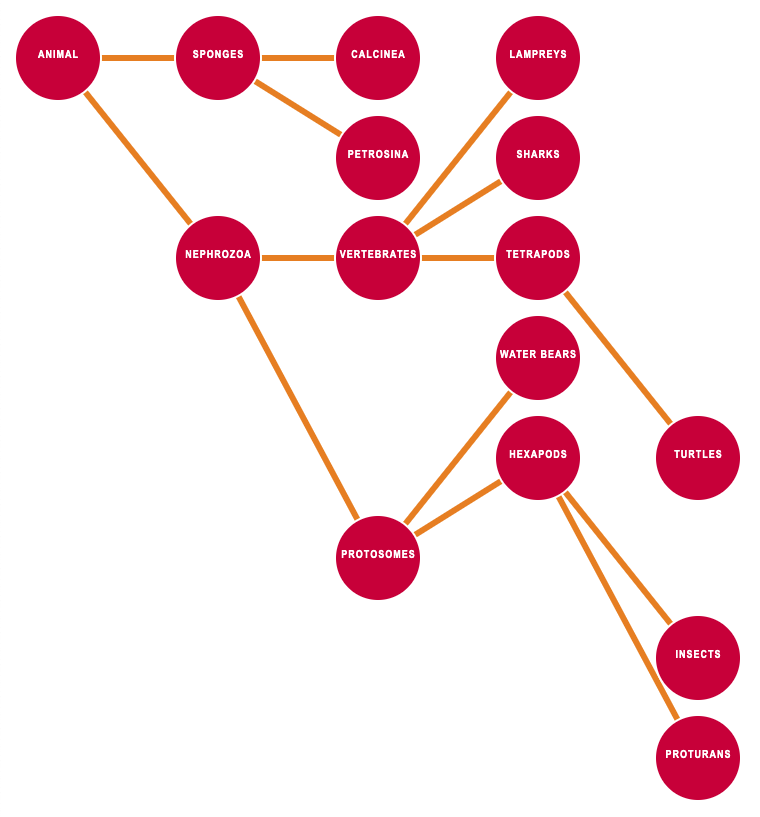 ANIMAL
SPONGES
CALCINEA
LAMPREYS
PETROSINA
SHARKS
NEPHROZOA
VERTEBRATES
TETRAPODS
WATER BEARS
HEXAPODS
TURTLES
PROTOSOMES
INSECTS
PROTURANS